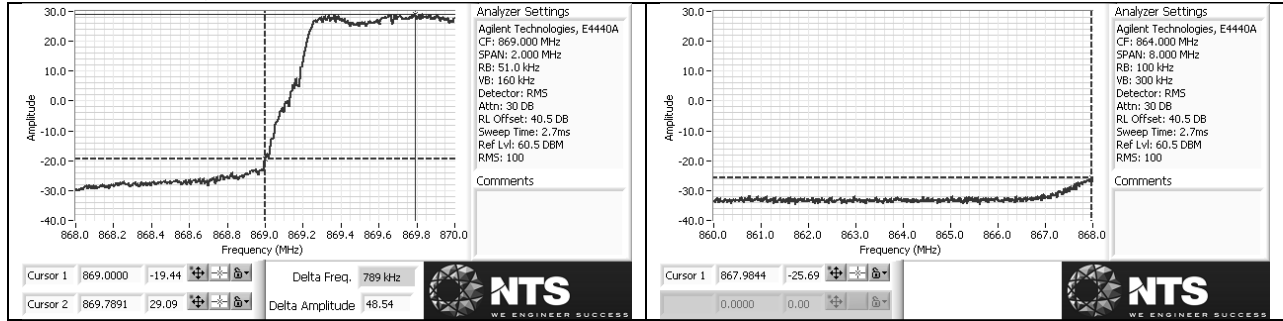 30.0
20.0
10.0
0.0
-10.0
-20.0
-30.0
-40.0
Amplitude
868.0 868.2 868.4 868.6 868.8 869.0 869.2 869.4 869.6 869.8 870.0
Frequency (MHz)
Analyzer Settings
Agilent Technologies, E4440A
CF: 869.000 MHz
SPAN: 2.000 MHz
RB: 51.0 kHz
VB: 160 kHz
Detector: RMS
Attn: 30 DB
RL Offset: 40.5 DB
Sweep Time: 2.7ms
Ref Lvl: 60.5 DBM
RMS: 100
Comments
Cursor 1 869.0000 -19.44
Cursor 2 869.7891 29.09
Delta Freq. 789 kHz
Delta Amplitude 48.54
NTS
WE ENGINEER SUCCESS
30.0
20.0
10.0
0.0
-10.0
-20.0
-30.0
-40.0
Amplitude
860.0 861.0 862.0 863.0 864.0 865.0 866.0 867.0 868.0
Frequency (MHz)
Analyzer Settings
Agilent Technologies, E4440A
CF: 864.000 MHz
SPAN: 8.000 MHz
RB: 100 kHz
VB: 300 kHz
Detector: RMS
Attn: 30 DB
RL Offset: 40.5 DB
Sweep Time: 2.7ms
Ref Lvl: 60.5 DBM
RMS: 100
Comments
Cursor 1 867.9844 -25.69
0.0000 0.00
NTS
WE ENGINEER SUCCESS